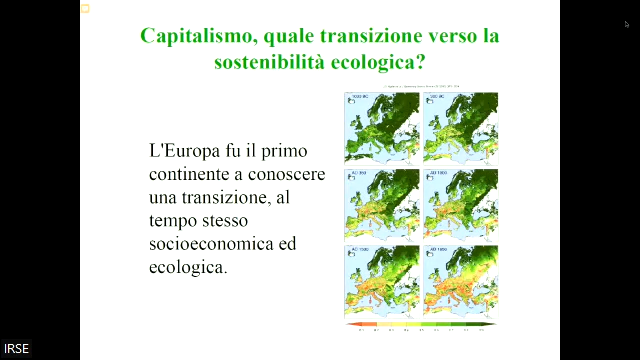 Capitalismo, quale transizione verso la
sostenibilità ecologica?
L'Europa fu il primo
continente a conoscere
una transizione, al
tempo stesso
socioeconomica ed
ecologica.
IRSE